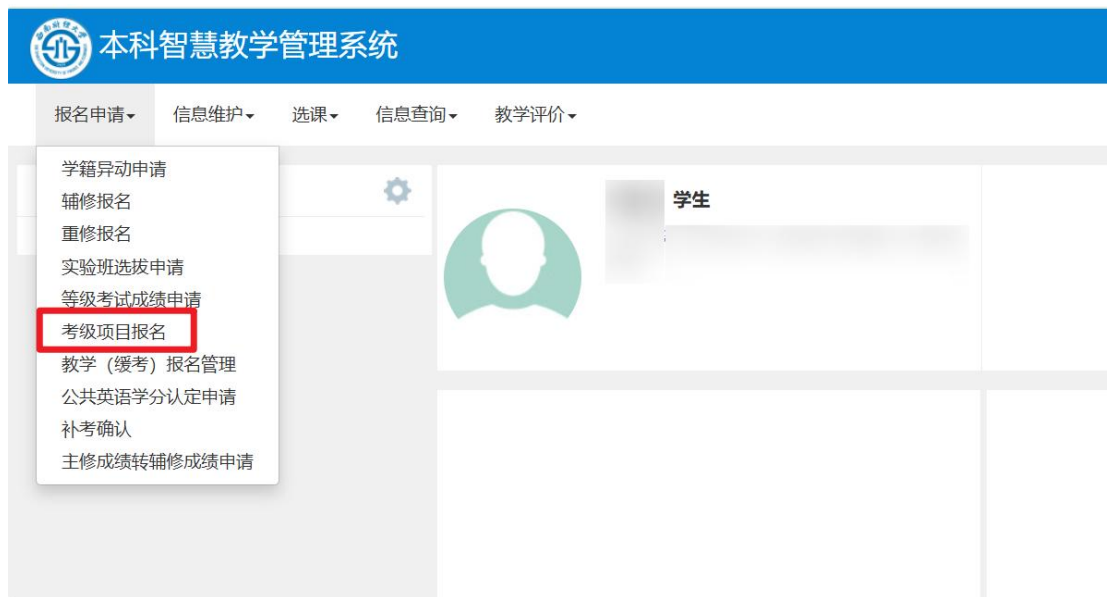 本科智慧教学管理系统
报名申请 信息维护 选课 信息查询 教学评价
学籍异动申请
辅修报名
重修报名
实验班选拔申请
等级考试成绩申请
考级项目报名
教学（缓考）报名管理
公共英语学分认定申请
补考确认
主修成绩转辅修成绩申请
学生